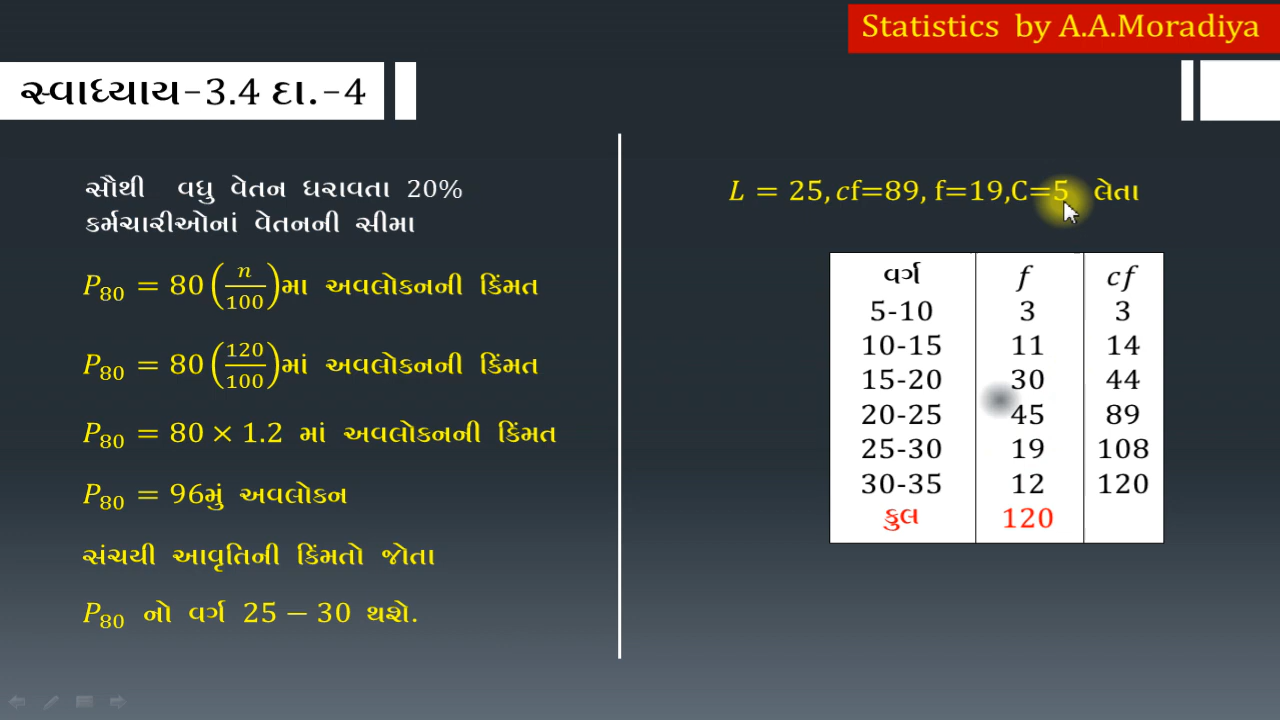 Statistics by A.A.Moradiya
સ્વાધ્યાય-3.4 દા.-4
સૌથી વધુ વેતન ધરાવતા 20%
કર્મચારીઓનાં વેતનની સીમા
P₈₀ = 80 (n/100)મા અવલોકનની કિંમત
P₈₀ = 80 (120/100)માં અવલોકનની કિંમત
P₈₀ = 80 × 1.2 માં અવલોકનની કિંમત
P₈₀ = 96મું અવલોકન
સંચયી આવૃતિની કિંમતો જોતા
P₈₀ નો વર્ગ 25 − 30 થશે.
L = 25, cf=89, f=19,C=5 લેતા
વર્ગ f cf
5-10 3 3
10-15 11 14
15-20 30 44
20-25 45 89
25-30 19 108
30-35 12 120
કુલ 120